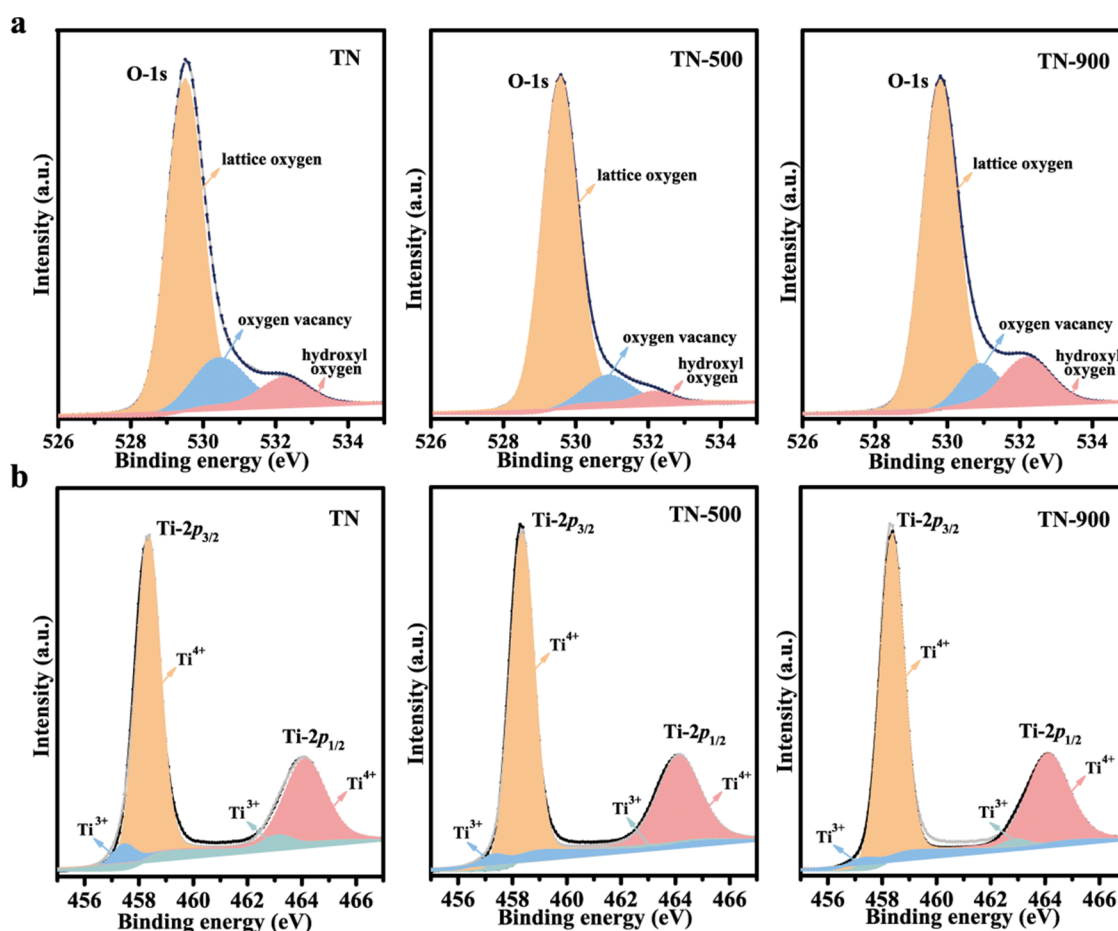 a
TN
O-1s
lattice oxygen
oxygen vacancy
hydroxyl
oxygen
Intensity (a.u.)
526 528 530 532 534
Binding energy (eV)
TN-500
O-1s
lattice oxygen
oxygen vacancy
hydroxyl
oxygen
Intensity (a.u.)
526 528 530 532 534
Binding energy (eV)
TN-900
O-1s
lattice oxygen
oxygen vacancy
hydroxyl
oxygen
Intensity (a.u.)
526 528 530 532 534
Binding energy (eV)
b
TN
Ti-2p3/2
Ti4+
Ti-2p1/2
Ti4+
Ti3+
Ti3+
Intensity (a.u.)
456 458 460 462 464 466
Binding energy (eV)
TN-500
Ti-2p3/2
Ti4+
Ti-2p1/2
Ti4+
Ti3+
Ti3+
Intensity (a.u.)
456 458 460 462 464 466
Binding energy (eV)
TN-900
Ti-2p3/2
Ti4+
Ti-2p1/2
Ti4+
Ti3+
Ti3+
Intensity (a.u.)
456 458 460 462 464 466
Binding energy (eV)